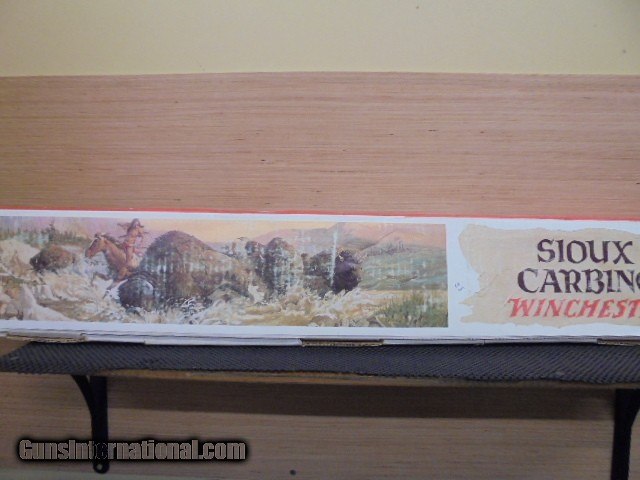 SIOUX
CARBINE
WINCHEST
GunsInternational.com